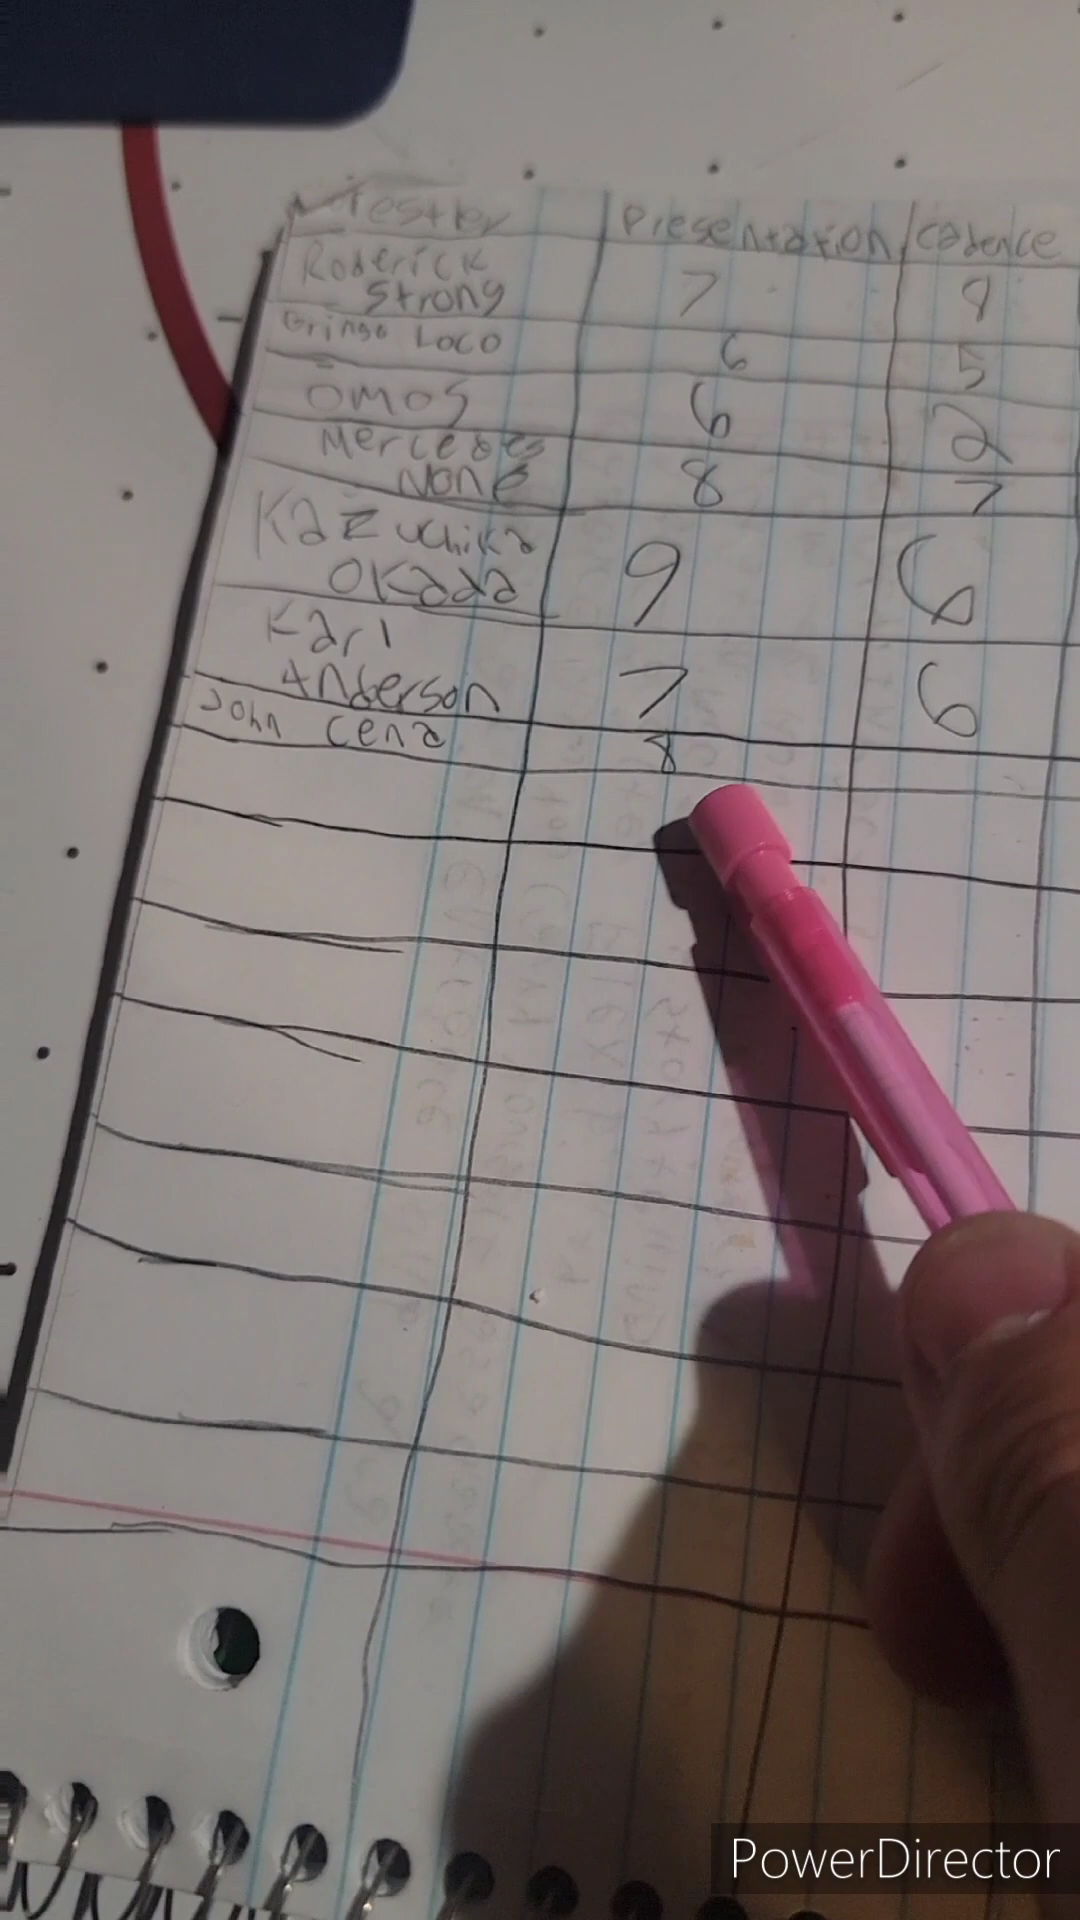 Wrestler Presentation Cadence
Roderick
Strong 7 8
Gringo Loco 6 5
Omos 6 2
Mercedes
Mone 8 7
Kazuchika
Okada 9 6
Karl
Anderson 7 6
John Cena 8
PowerDirector